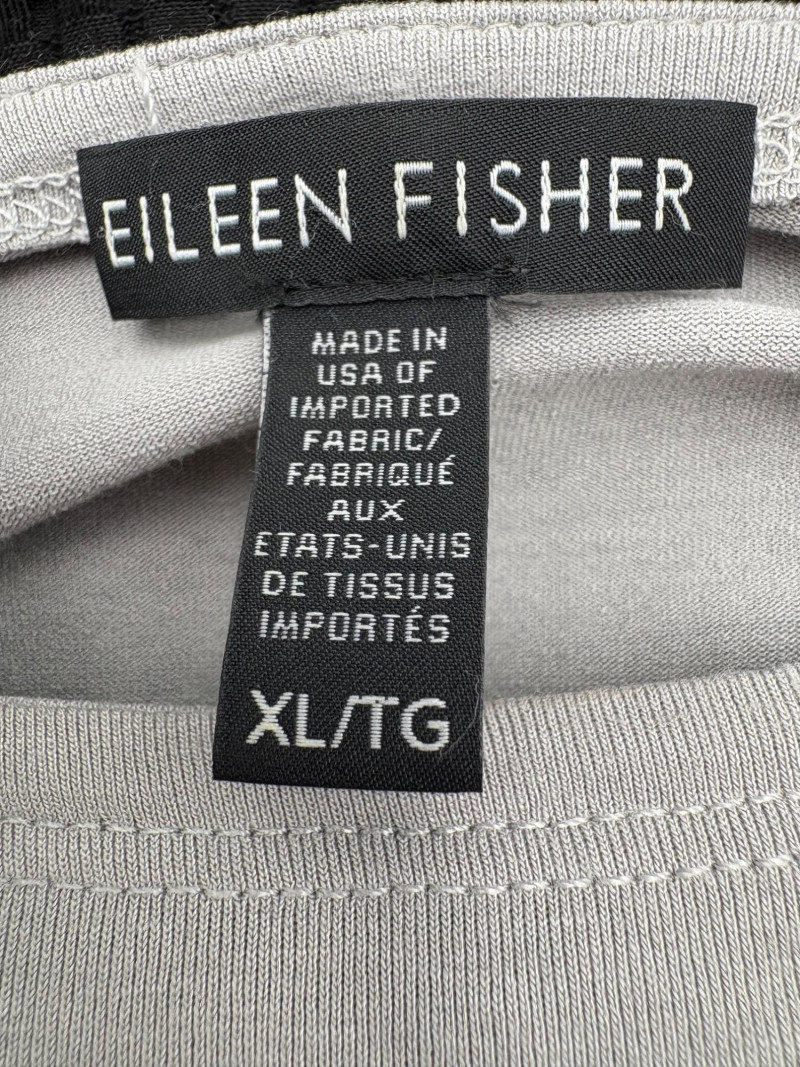 EILEEN FISHER
MADE IN
USA OF
IMPORTED
FABRIC/
FABRIQUÉ
AUX
ETATS-UNIS
DE TISSUS
IMPORTÉS
XL/TG